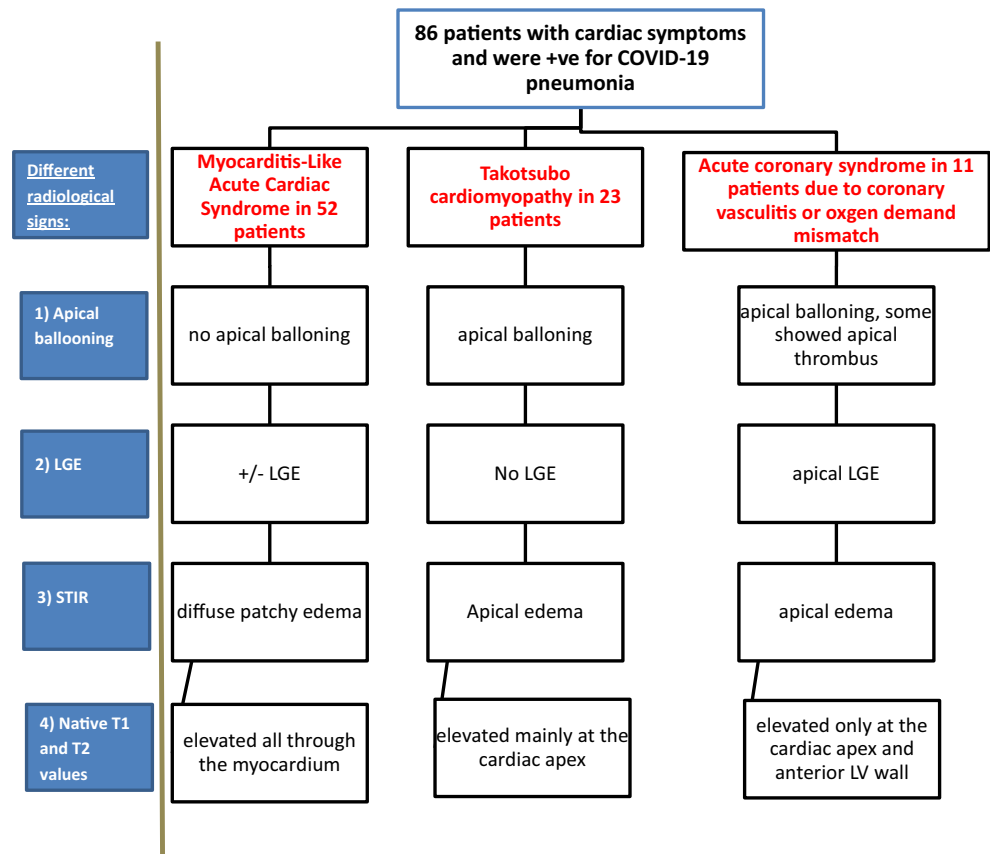 86 patients with cardiac symptoms
and were +ve for COVID-19
pneumonia
Different
radiological
signs:
Myocarditis-Like
Acute Cardiac
Syndrome in 52
patients
Takotsubo
cardiomyopathy in 23
patients
Acute coronary syndrome in 11
patients due to coronary
vasculitis or oxgen demand
mismatch
1) Apical
ballooning
no apical balloning
apical balloning
apical balloning, some
showed apical
thrombus
2) LGE
+/- LGE
No LGE
apical LGE
3) STIR
diffuse patchy edema
Apical edema
apical edema
4) Native T1
and T2
values
elevated all through
the myocardium
elevated mainly at the
cardiac apex
elevated only at the
cardiac apex and
anterior LV wall